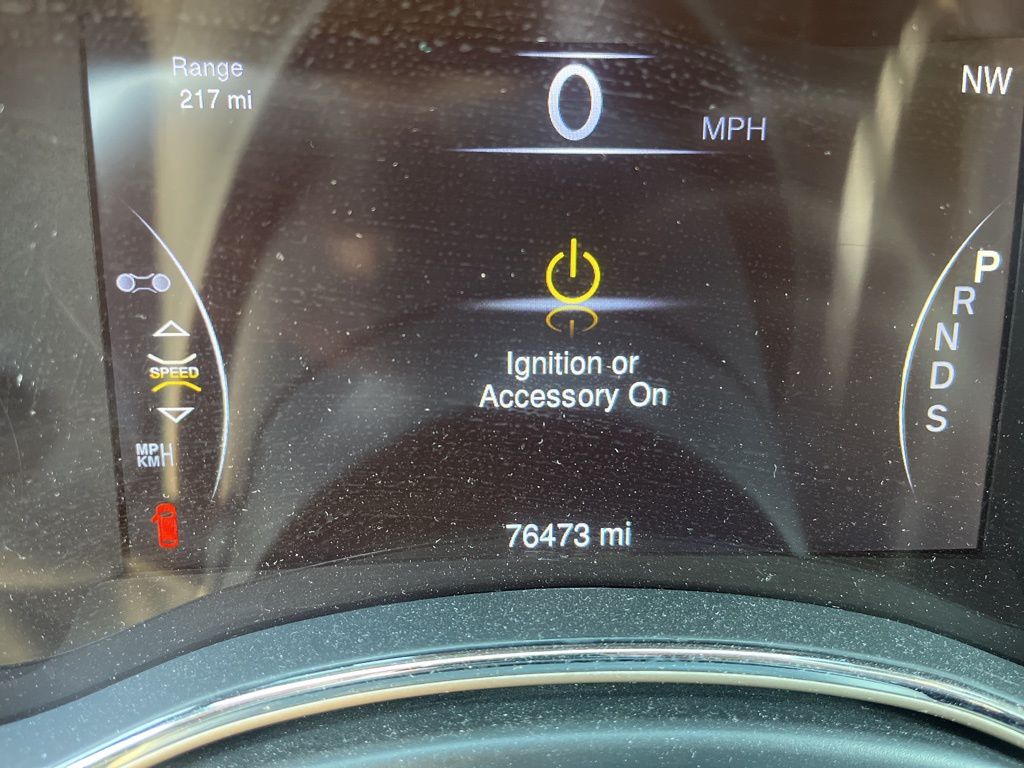 Range
217 mi
0
MPH
NW
Ignition or
Accessory On
SPEED
MPH
KM
P
R
N
D
S
76473 mi